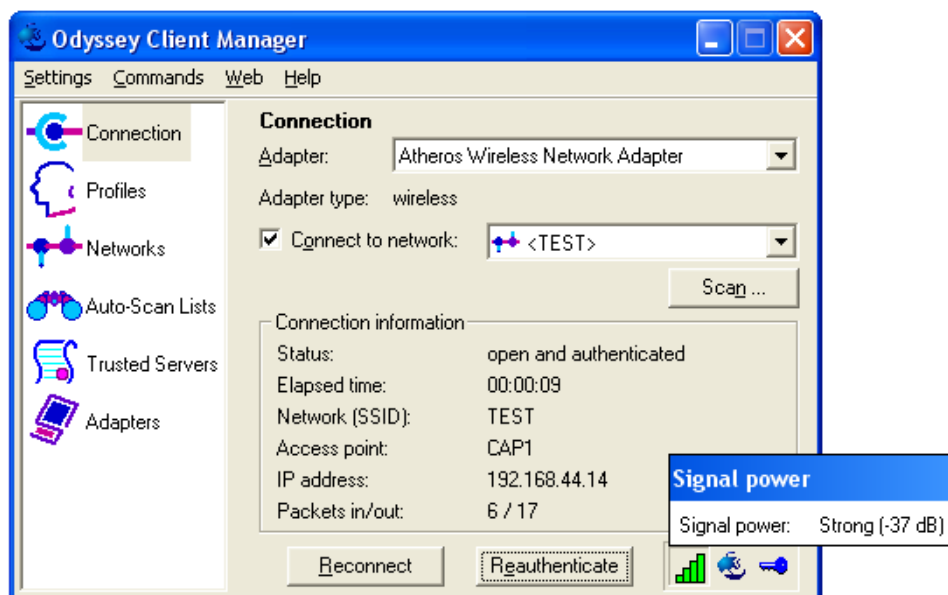 Odyssey Client Manager
Settings Commands Web Help
Connection
Profiles
Networks
Auto-Scan Lists
Trusted Servers
Adapters
Connection
Adapter: Atheros Wireless Network Adapter
Adapter type: wireless
Connect to network: <TEST>
Scan ...
Connection information
Status: open and authenticated
Elapsed time: 00:00:09
Network (SSID): TEST
Access point: CAP1
IP address: 192.168.44.14
Packets in/out: 6 / 17
Signal power
Signal power: Strong (-37 dB)
Reconnect Reauthenticate